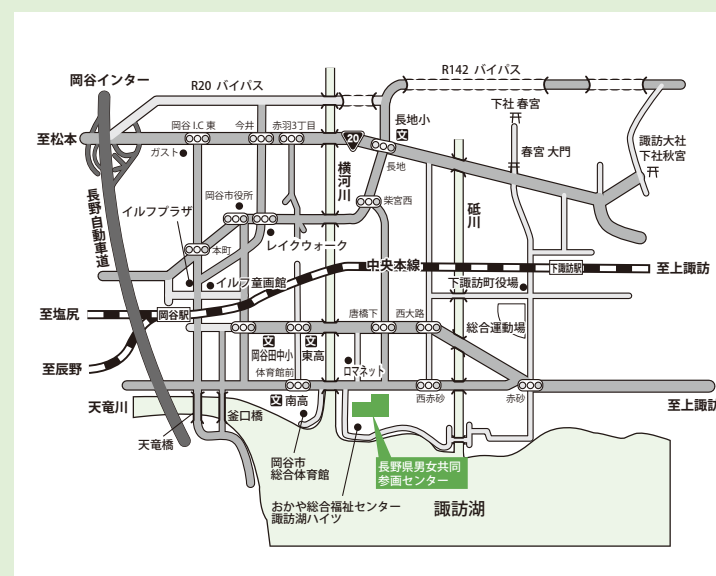 R142 バイパス
岡谷インター
R20 バイパス
下社 春宮
長地小
文
岡谷 I.C 東
今井
赤羽3丁目
20
至松本
ガスト
長地
春宮 大門
諏訪大社
下社秋宮
横河川
長野自動車道
岡谷市役所
柴宮西
砥川
イルフプラザ
本町
レイクウォーク
中央本線
下諏訪駅
至上諏訪
イルフ童画館
下諏訪町役場
至塩尻
岡谷駅
唐橋下
西大路
総合運動場
文
岡谷田中小
文
東高
至辰野
体育館前
ロマネット
天竜川
文
南高
西赤砂
赤砂
至上諏訪
釜口橋
天竜橋
岡谷市
総合体育館
長野県男女共同
参画センター
おかや総合福祉センター
諏訪湖ハイツ
諏訪湖